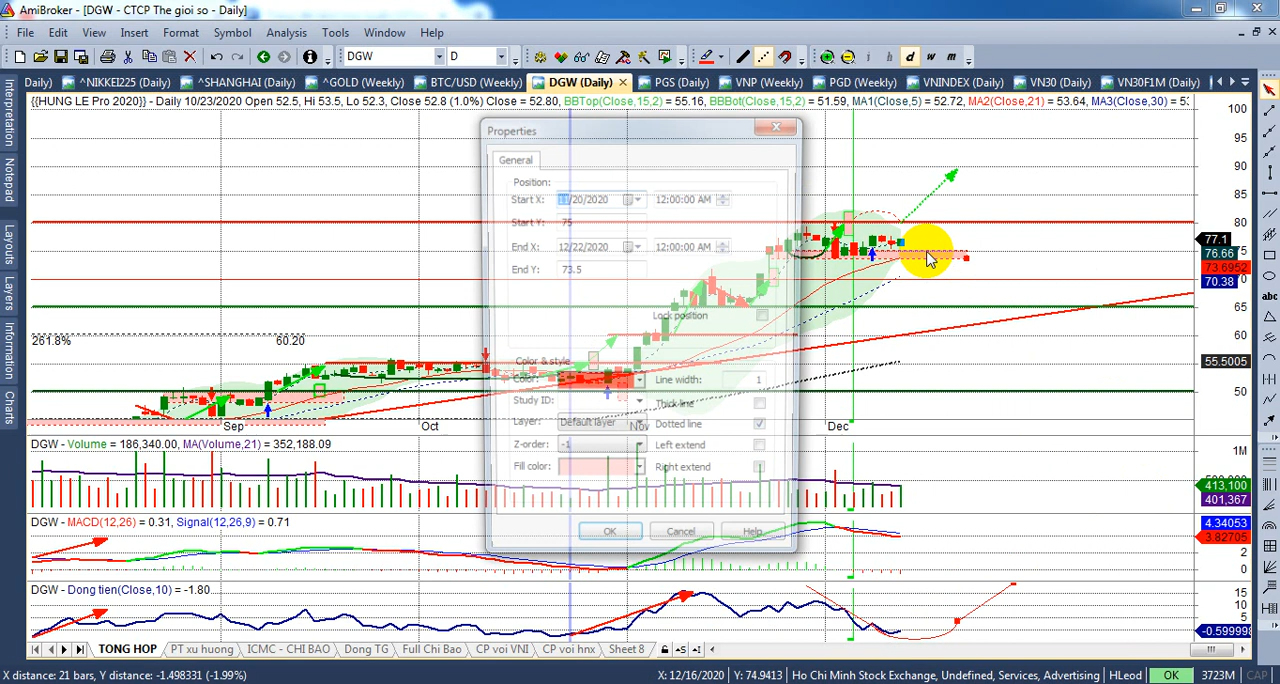 AmiBroker - [DGW - CTCP The gioi so - Daily]
File Edit View Insert Format Symbol Analysis Tools Window Help
DGW D i h d w m
Daily) ^NIKKEI225 (Daily) ^SHANGHAI (Daily) ^GOLD (Weekly) BTC/USD (Weekly) DGW (Daily) PGS (Daily) VNP (Weekly) PGD (Weekly) VNINDEX (Daily) VN30 (Daily) VN30F1M (Daily)
{{HUNG LE Pro 2020}} - Daily 10/23/2020 Open 52.5, Hi 53.5, Lo 52.3, Close 52.8 (1.0%) Close = 52.80, BBTop(Close,15,2) = 55.16, BBBot(Close,15,2) = 51.59, MA1(Close,5) = 52.72, MA2(Close,21) = 53.64, MA3(Close,30) = 53
Interpretation
Notepad
Layouts
Layers
Information
Charts
100
95
90
85
80
77.1
76.66
73.6952
70.38
65
60
55.5005
50
261.8% 60.20
Sep Oct Nov Dec
Properties
General
Position:
Start X: 11/20/2020 12:00:00 AM
Start Y: 75
End X: 12/22/2020 12:00:00 AM
End Y: 73.5
Lock position
Color & style
Color: Line width: 1
Study ID: Thick line
Layer: Default layer Dotted line
Z-order: -1 Left extend
Fill color: Right extend
OK Cancel Help
abc
DGW - Volume = 186,340.00, MA(Volume,21) = 352,188.09
1M
413,100
401,367
DGW - MACD(12,26) = 0.31, Signal(12,26,9) = 0.71
4.34053
3.82705
2
0
DGW - Dong tien(Close,10) = -1.80
15
10
5
-0.599998
TONG HOP PT xu huong ICMC - CHI BAO Dong TG Full Chi Bao CP voi VNI CP voi hnx Sheet 8
X distance: 21 bars, Y distance: -1.498331 (-1.99%) X: 12/16/2020 Y: 74.9413 Ho Chi Minh Stock Exchange, Undefined, Services, Advertising HLeod OK 3723M CAP